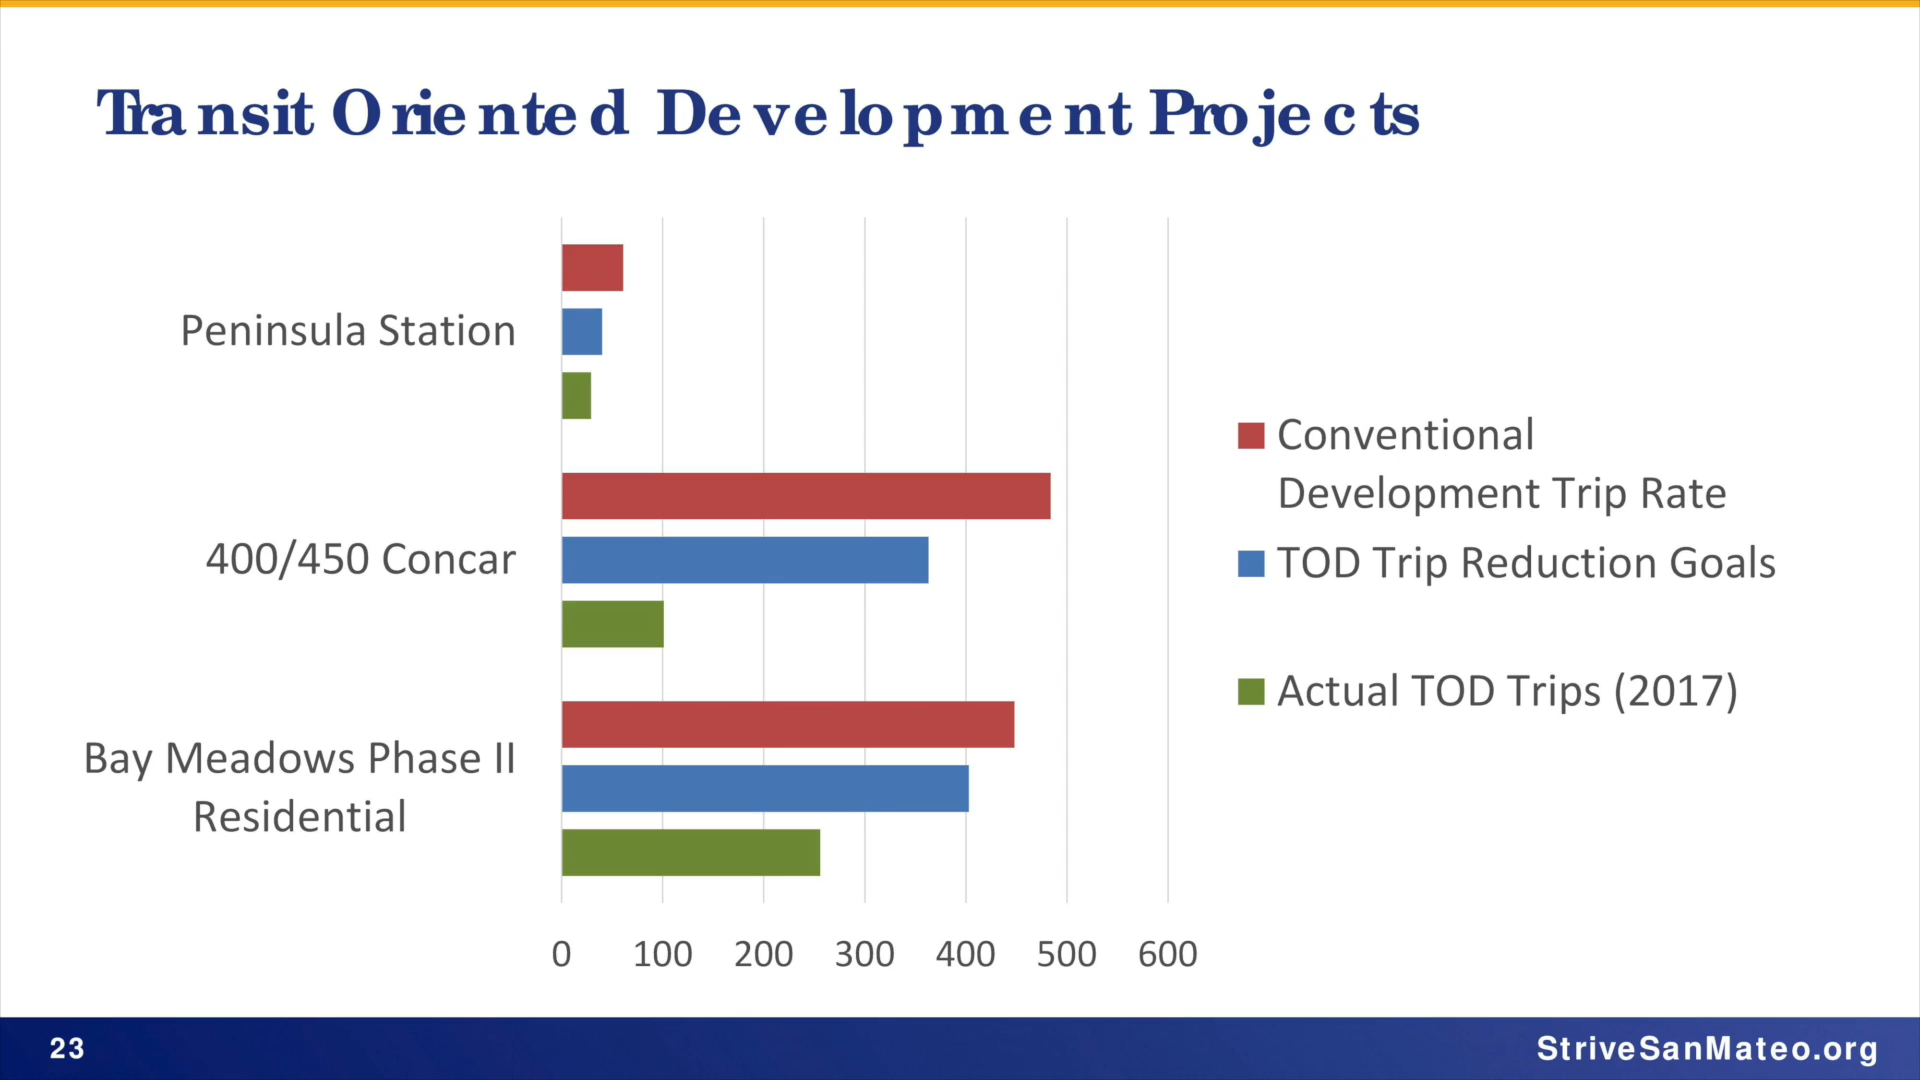 Transit Oriented Development Projects
Peninsula Station
400/450 Concar
Bay Meadows Phase II
Residential
0 100 200 300 400 500 600
Conventional
Development Trip Rate
TOD Trip Reduction Goals
Actual TOD Trips (2017)
23
StriveSanMateo.org